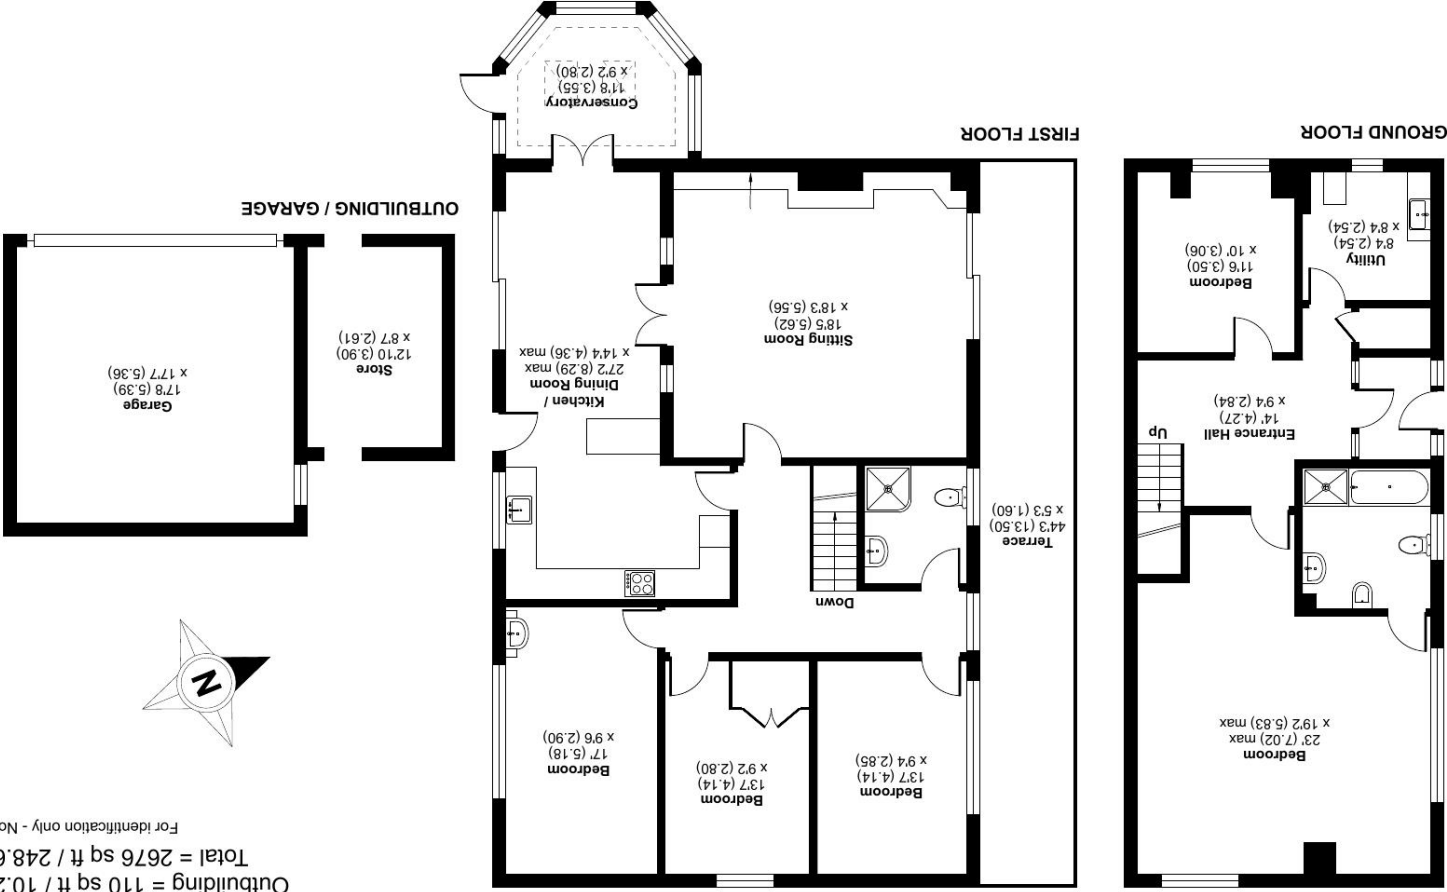 Outbuilding = 110 sq ft / 10.2
Total = 2676 sq ft / 248.6
For identification only - No
N
Bedroom
23' (7.02) max
x 19'2 (5.83) max
Up
Entrance Hall
14' (4.27)
x 9'4 (2.84)
Bedroom
11'6 (3.50)
x 10' (3.06)
Utility
8'4 (2.54)
x 8'4 (2.54)
GROUND FLOOR
Bedroom
13'7 (4.14)
x 9'4 (2.85)
Bedroom
13'7 (4.14)
x 9'2 (2.80)
Bedroom
17' (5.18)
x 9'6 (2.90)
Down
Terrace
44'3 (13.50)
x 5'3 (1.60)
Kitchen /
Dining Room
27'2 (8.29) max
x 14'4 (4.36) max
Sitting Room
18'5 (5.62)
x 18'3 (5.56)
Conservatory
11'8 (3.55)
x 9'2 (2.80)
FIRST FLOOR
Garage
17'8 (5.39)
x 17'7 (5.36)
Store
12'10 (3.90)
x 8'7 (2.61)
OUTBUILDING / GARAGE